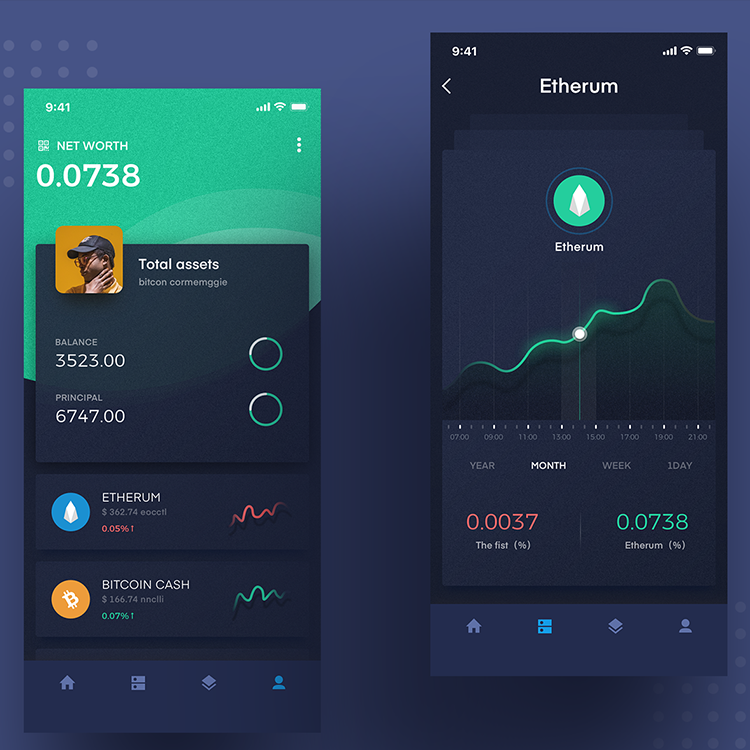 9:41
NET WORTH
0.0738
Total assets
bitcon cormemggie
BALANCE
3523.00
PRINCIPAL
6747.00
ETHERUM
$ 362.74 eocctl
0.05%↑
BITCOIN CASH
$ 166.74 nnclli
0.07%↑
9:41
Etherum
Etherum
07:00 09:00 11:00 13:00 15:00 17:00 19:00 21:00
YEAR MONTH WEEK 1DAY
0.0037 0.0738
The fist (%) Etherum (%)